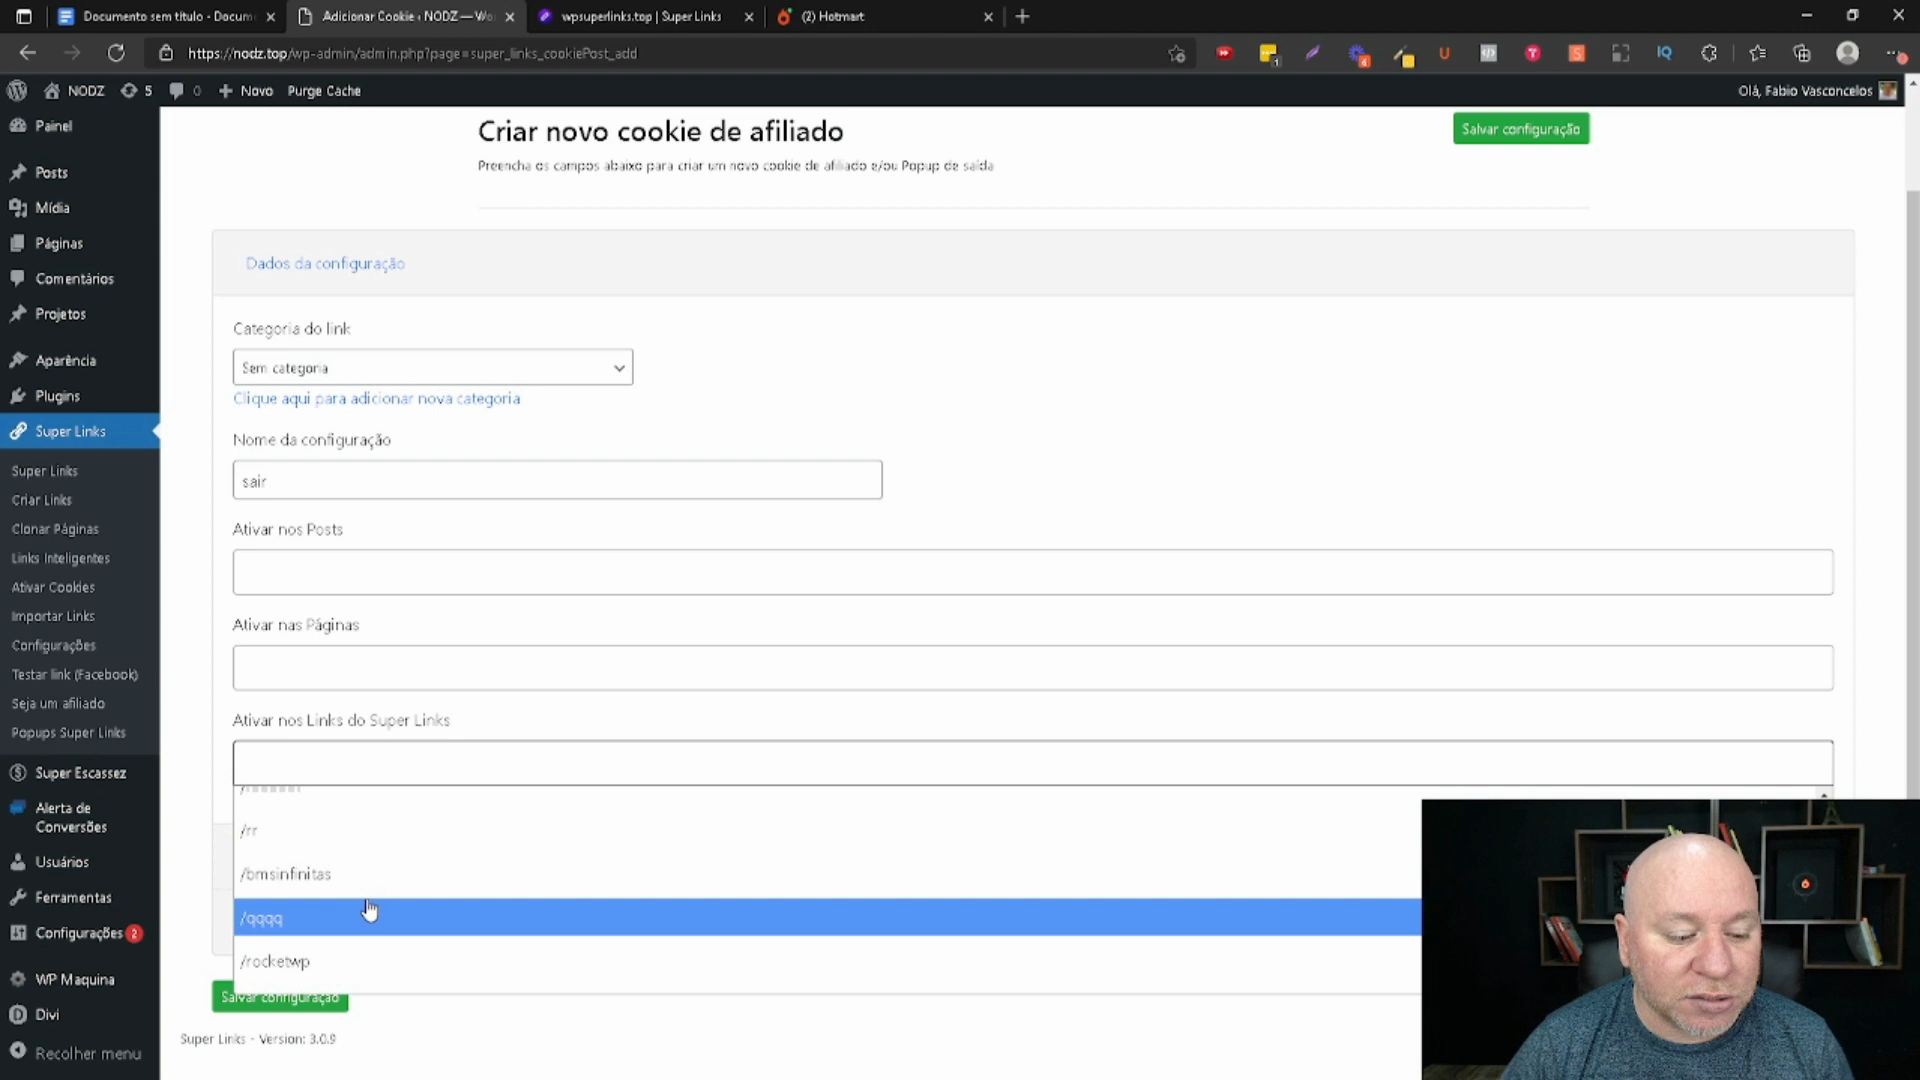 Documento sem título - Docum
Adicionar Cookie ‹ NODZ — Wo
wpsuperlinks.top | Super Links
(2) Hotmart
https://nodz.top/wp-admin/admin.php?page=super_links_cookiePost_add
NODZ
5
0
Novo
Purge Cache
Olá, Fabio Vasconcelos
Painel
Posts
Mídia
Páginas
Comentários
Projetos
Aparência
Plugins
Super Links
Super Links
Criar Links
Clonar Páginas
Links Inteligentes
Ativar Cookies
Importar Links
Configurações
Testar link (Facebook)
Seja um afiliado
Popups Super Links
Super Escassez
Alerta de
Conversões
Usuários
Ferramentas
Configurações 2
WP Maquina
Divi
Recolher menu
Criar novo cookie de afiliado
Salvar configuração
Preencha os campos abaixo para criar um novo cookie de afiliado e/ou Popup de saída
Dados da configuração
Categoria do link
Sem categoria
Clique aqui para adicionar nova categoria
Nome da configuração
sair
Ativar nos Posts
Ativar nas Páginas
Ativar nos Links do Super Links
/rr
/bmsinfinitas
/qqqq
/rocketwp
Salvar configuração
Super Links - Version: 3.0.9